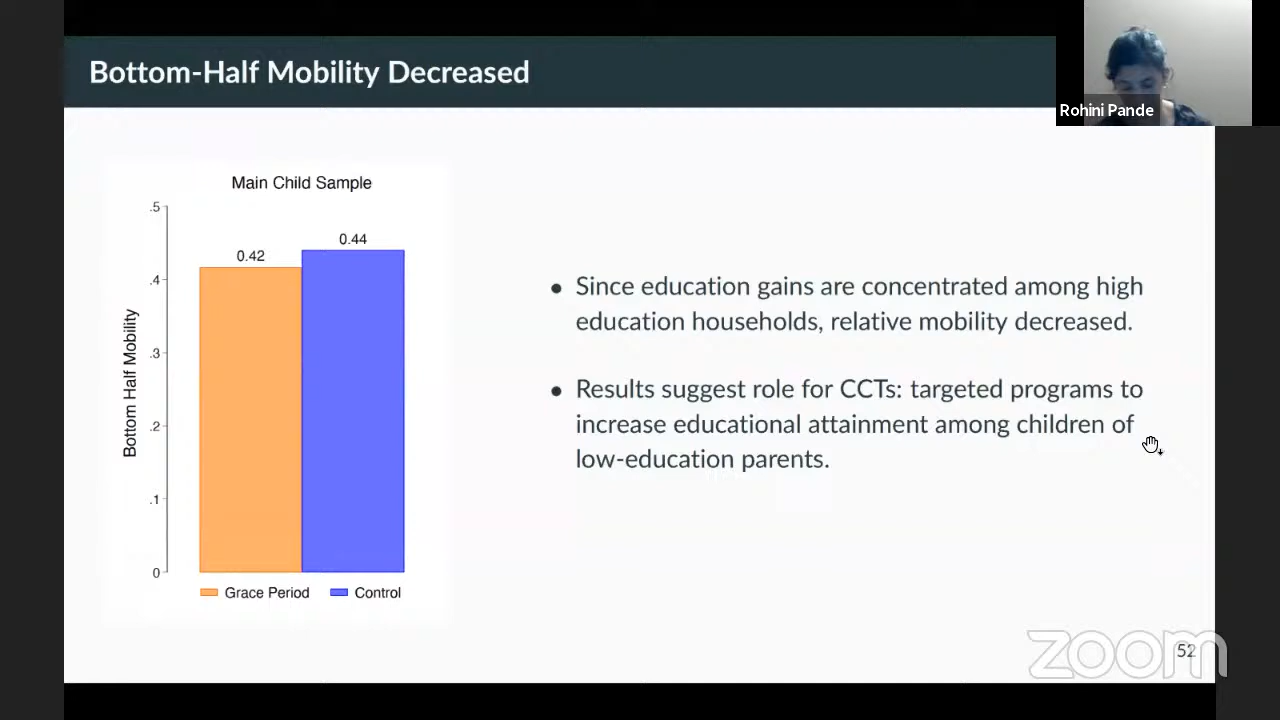 Bottom-Half Mobility Decreased
Rohini Pande
Main Child Sample
Bottom Half Mobility
.5
.4
.3
.2
.1
0
0.42
0.44
Grace Period
Control
• Since education gains are concentrated among high
education households, relative mobility decreased.
• Results suggest role for CCTs: targeted programs to
increase educational attainment among children of
low-education parents.
zoom
52